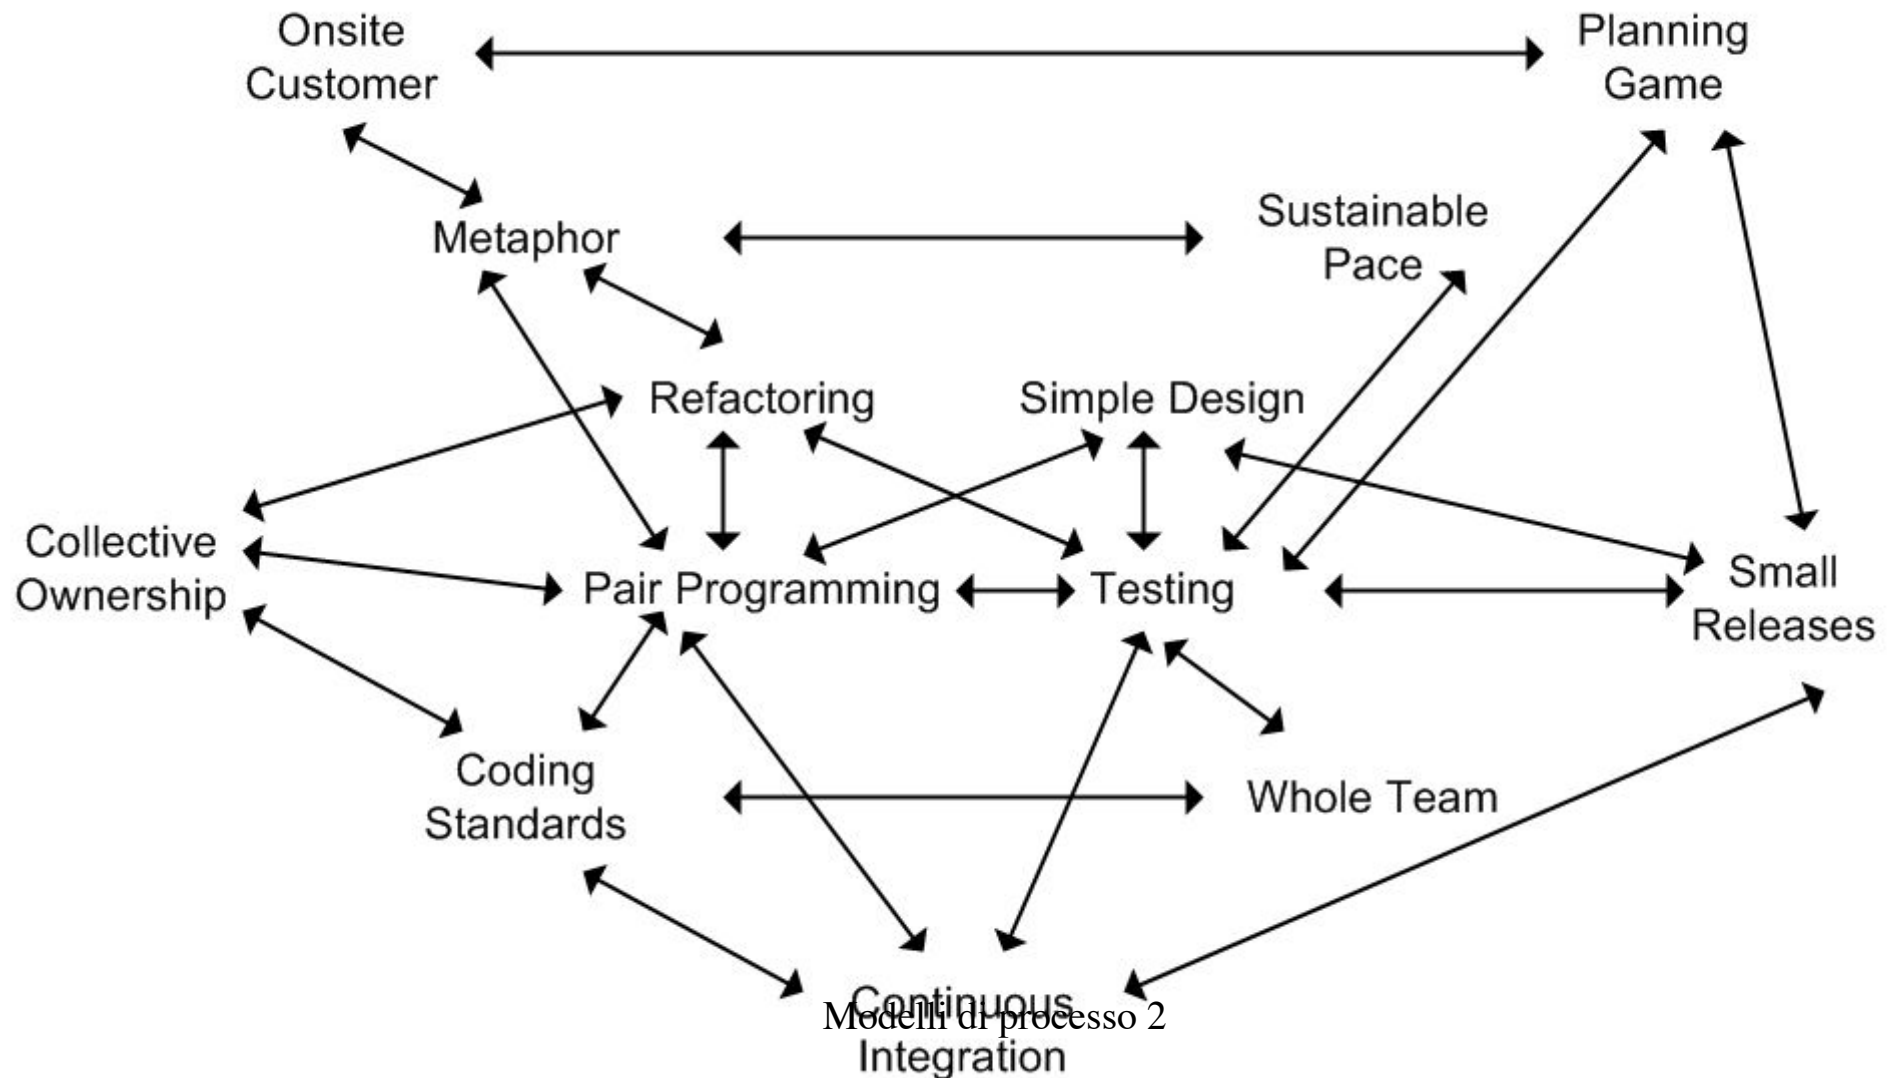 Onsite
Customer
Planning
Game
Metaphor
Sustainable
Pace
Refactoring
Simple Design
Collective
Ownership
Pair Programming
Testing
Small
Releases
Coding
Standards
Whole Team
Continuous
Integration
Modelli di processo 2